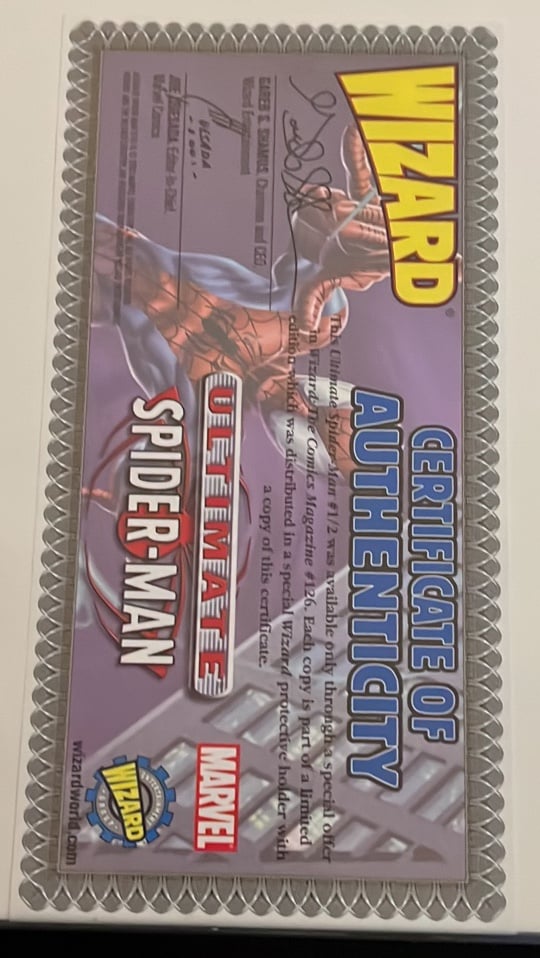 WIZARD®
CERTIFICATE OF
AUTHENTICITY
This Ultimate Spider-Man #1/2 was available only through a special offer
in Wizard: The Comics Magazine #126. Each copy is part of a limited
edition which was distributed in a special Wizard protective holder with
a copy of this certificate.
GAREB S. SHAMUS, Chairman and CEO
Wizard Entertainment
JOE QUESADA, Editor-in-Chief,
Marvel Comics
ULTIMATE
SPIDER-MAN
MARVEL®
WIZARD
wizardworld.com